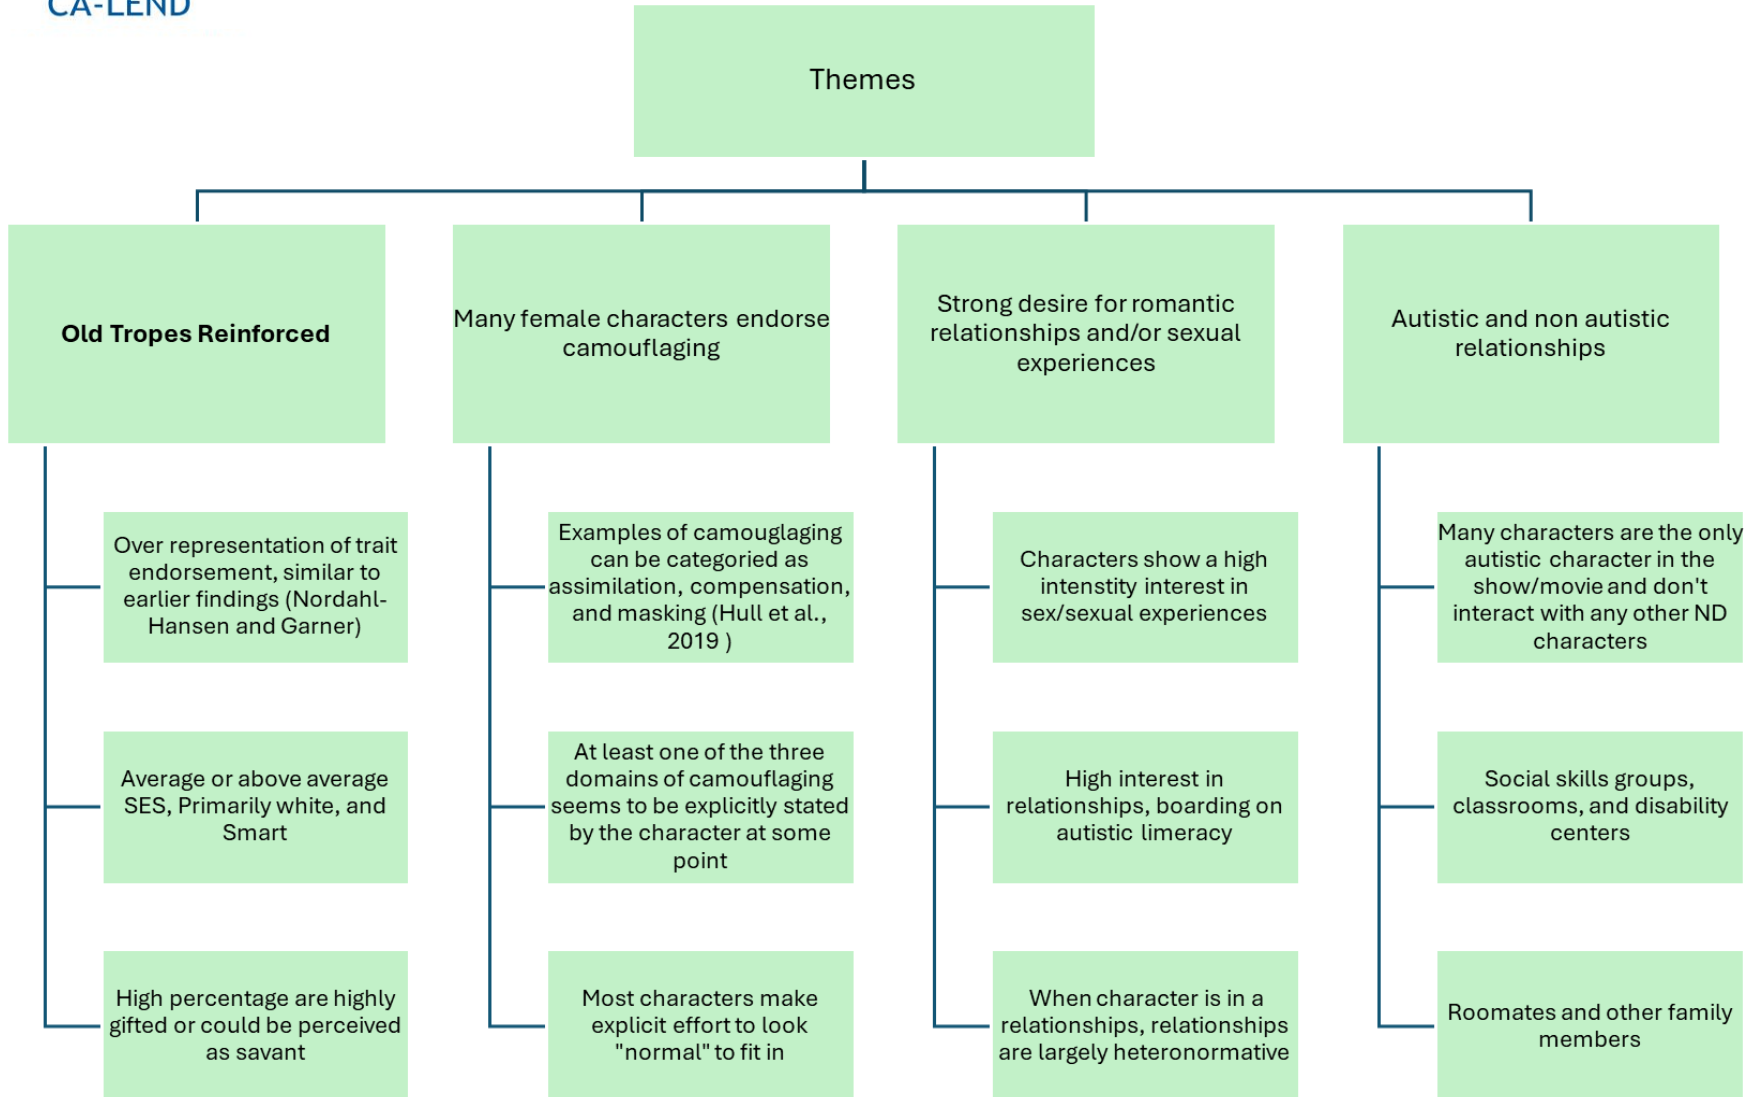 CA-LEND
Themes
Old Tropes Reinforced
Over representation of trait
endorsement, similar to
earlier findings (Nordahl-
Hansen and Garner)
Average or above average
SES, Primarily white, and
Smart
High percentage are highly
gifted or could be perceived
as savant
Many female characters endorse
camouflaging
Examples of camouglaging
can be categoried as
assimilation, compensation,
and masking (Hull et al.,
2019 )
At least one of the three
domains of camouflaging
seems to be explicitly stated
by the character at some
point
Most characters make
explicit effort to look
"normal" to fit in
Strong desire for romantic
relationships and/or sexual
experiences
Characters show a high
intenstity interest in
sex/sexual experiences
High interest in
relationships, boarding on
autistic limeracy
When character is in a
relationships, relationships
are largely heteronormative
Autistic and non autistic
relationships
Many characters are the only
autistic character in the
show/movie and don't
interact with any other ND
characters
Social skills groups,
classrooms, and disability
centers
Roomates and other family
members